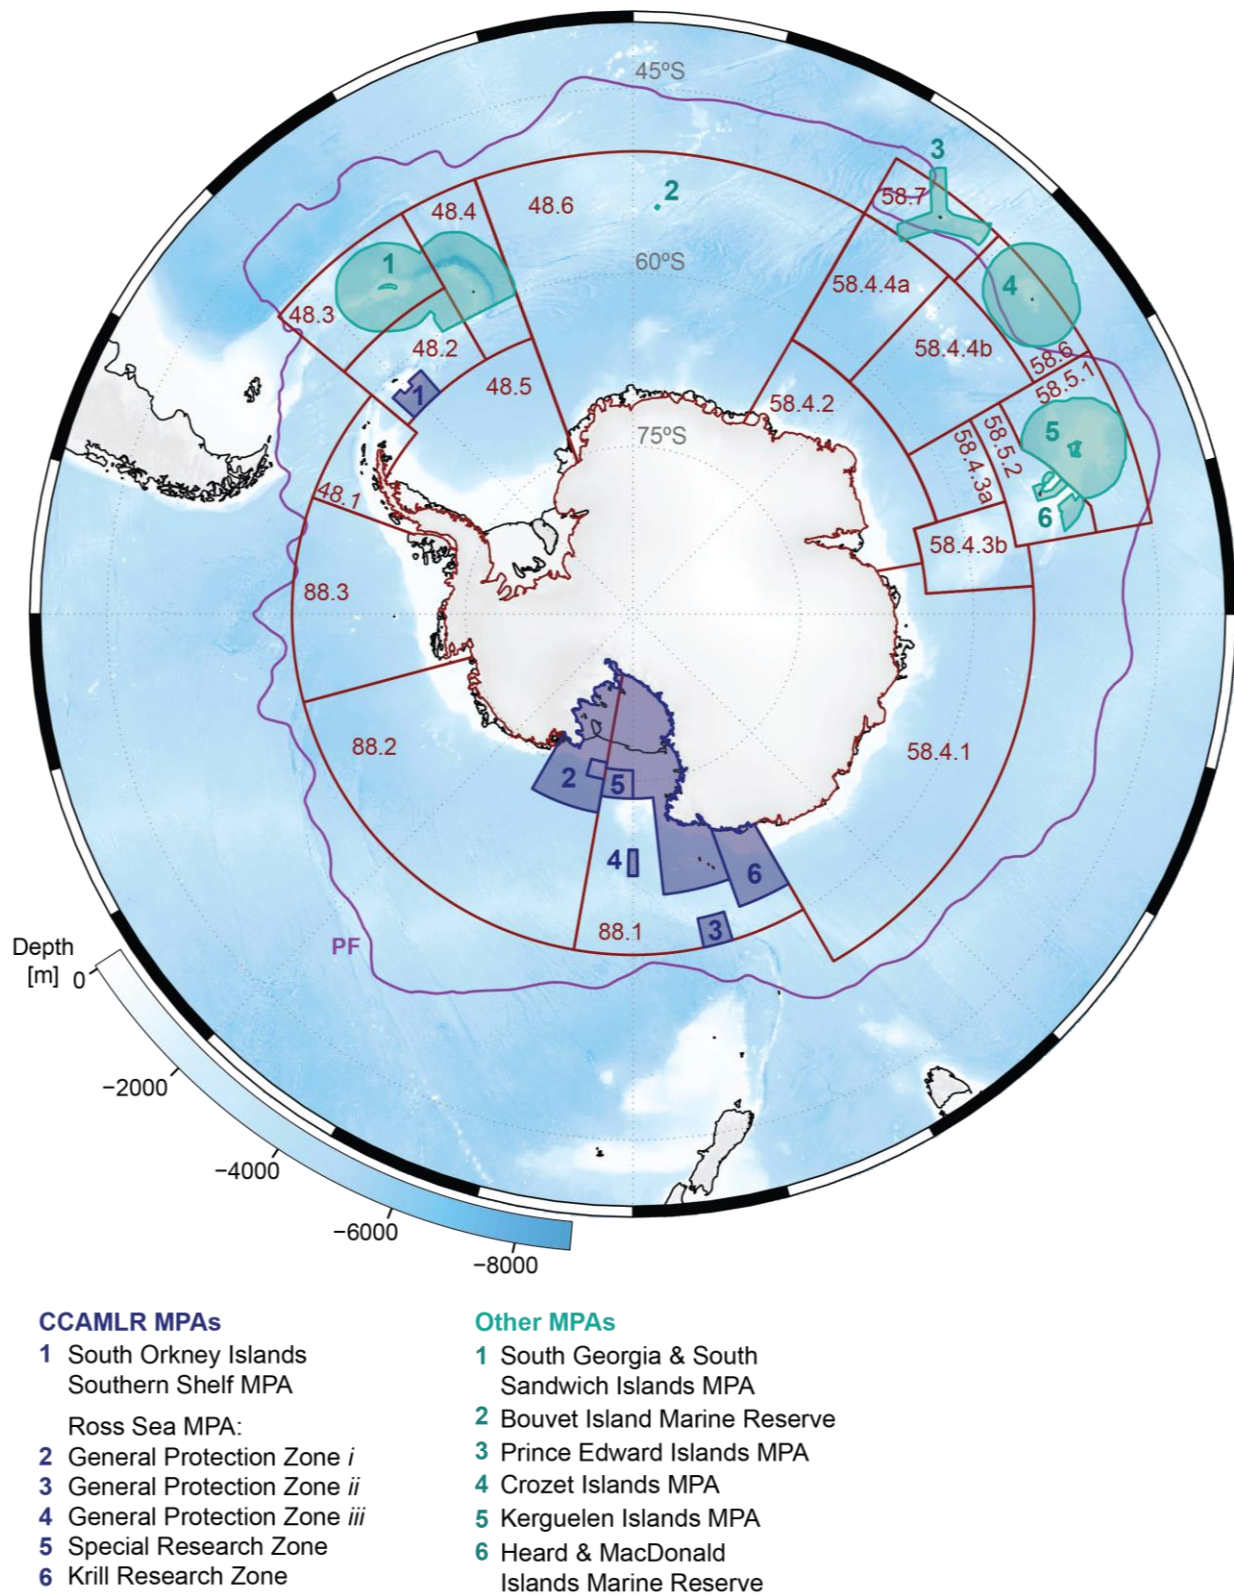 45ºS
3
58.7
2
48.4
48.6
60ºS
1
4
58.4.4a
48.3
58.4.4b
48.2
58.6
58.5.1
48.5
1
58.4.2
75ºS
5
58.5.2
58.4.3a
48.1
6
58.4.3b
88.3
88.2
58.4.1
2
5
4
6
88.1
3
PF
Depth
[m]
0
−2000
−4000
−6000
−8000
CCAMLR MPAs
1 South Orkney Islands
Southern Shelf MPA
Ross Sea MPA:
2 General Protection Zone i
3 General Protection Zone ii
4 General Protection Zone iii
5 Special Research Zone
6 Krill Research Zone
Other MPAs
1 South Georgia & South
Sandwich Islands MPA
2 Bouvet Island Marine Reserve
3 Prince Edward Islands MPA
4 Crozet Islands MPA
5 Kerguelen Islands MPA
6 Heard & MacDonald
Islands Marine Reserve